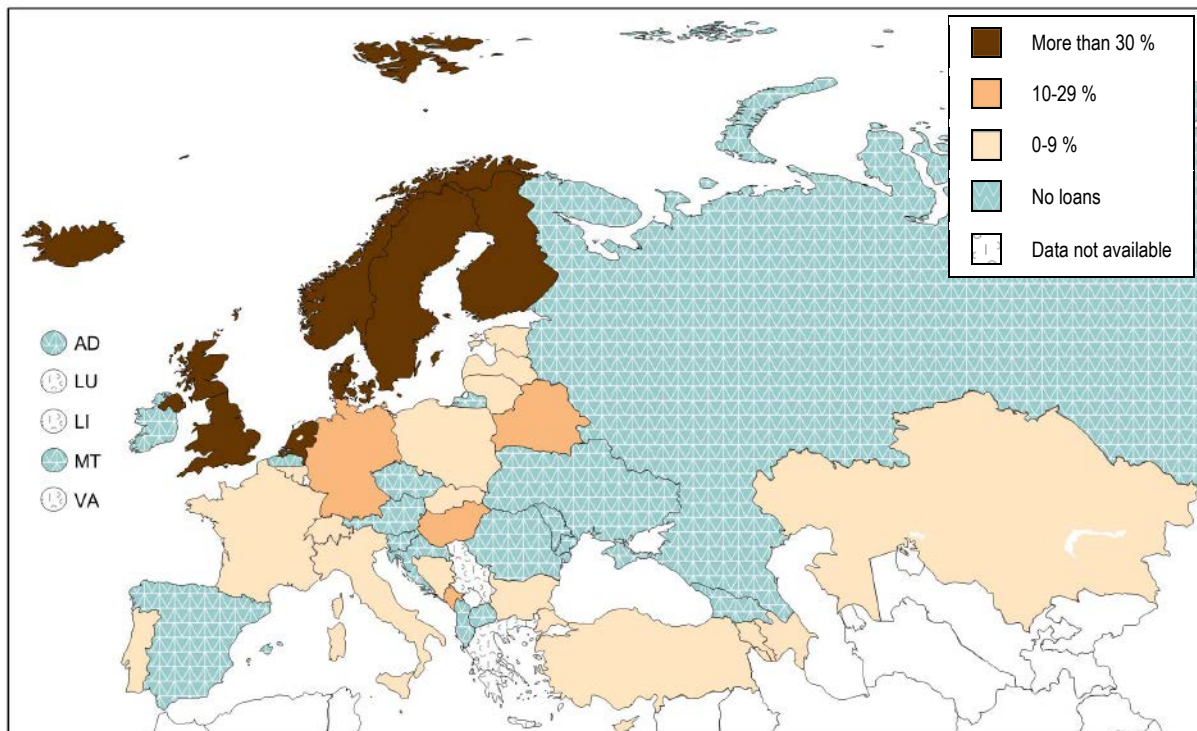 More than 30 %
10-29 %
0-9 %
No loans
Data not available
AD
LU
LI
MT
VA